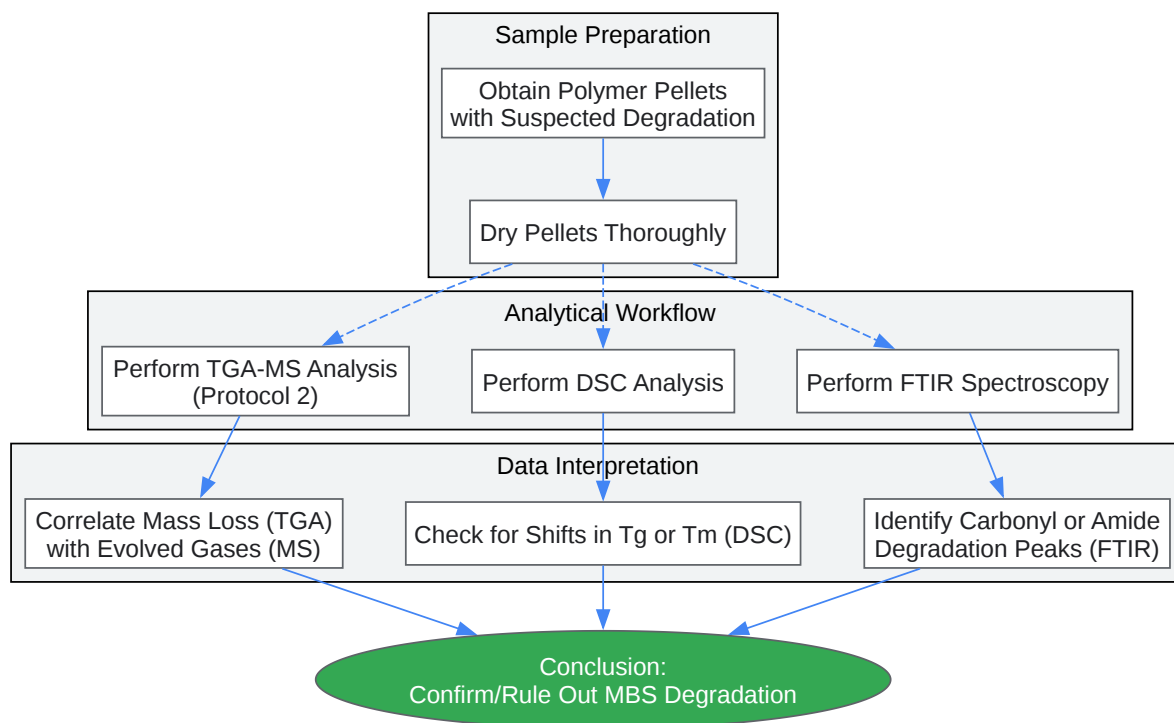 Sample Preparation
Obtain Polymer Pellets
with Suspected Degradation
Dry Pellets Thoroughly
Analytical Workflow
Perform TGA-MS Analysis
(Protocol 2)
Perform DSC Analysis
Perform FTIR Spectroscopy
Data Interpretation
Correlate Mass Loss (TGA)
with Evolved Gases (MS)
Check for Shifts in Tg or Tm (DSC)
Identify Carbonyl or Amide
Degradation Peaks (FTIR)
Conclusion:
Confirm/Rule Out MBS Degradation